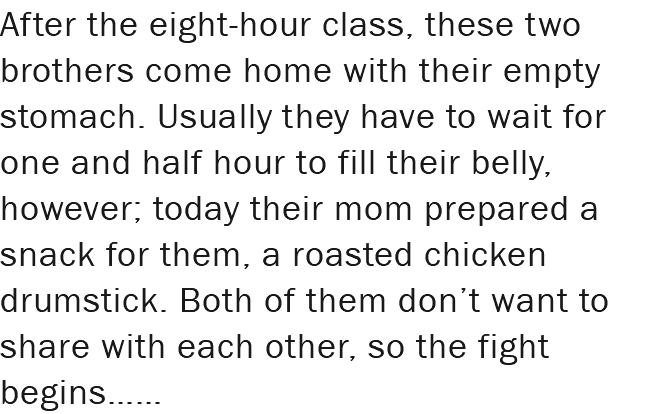 After the eight-hour class, these two
brothers come home with their empty
stomach. Usually they have to wait for
one and half hour to fill their belly,
however; today their mom prepared a
snack for them, a roasted chicken
drumstick. Both of them don’t want to
share with each other, so the fight
begins……